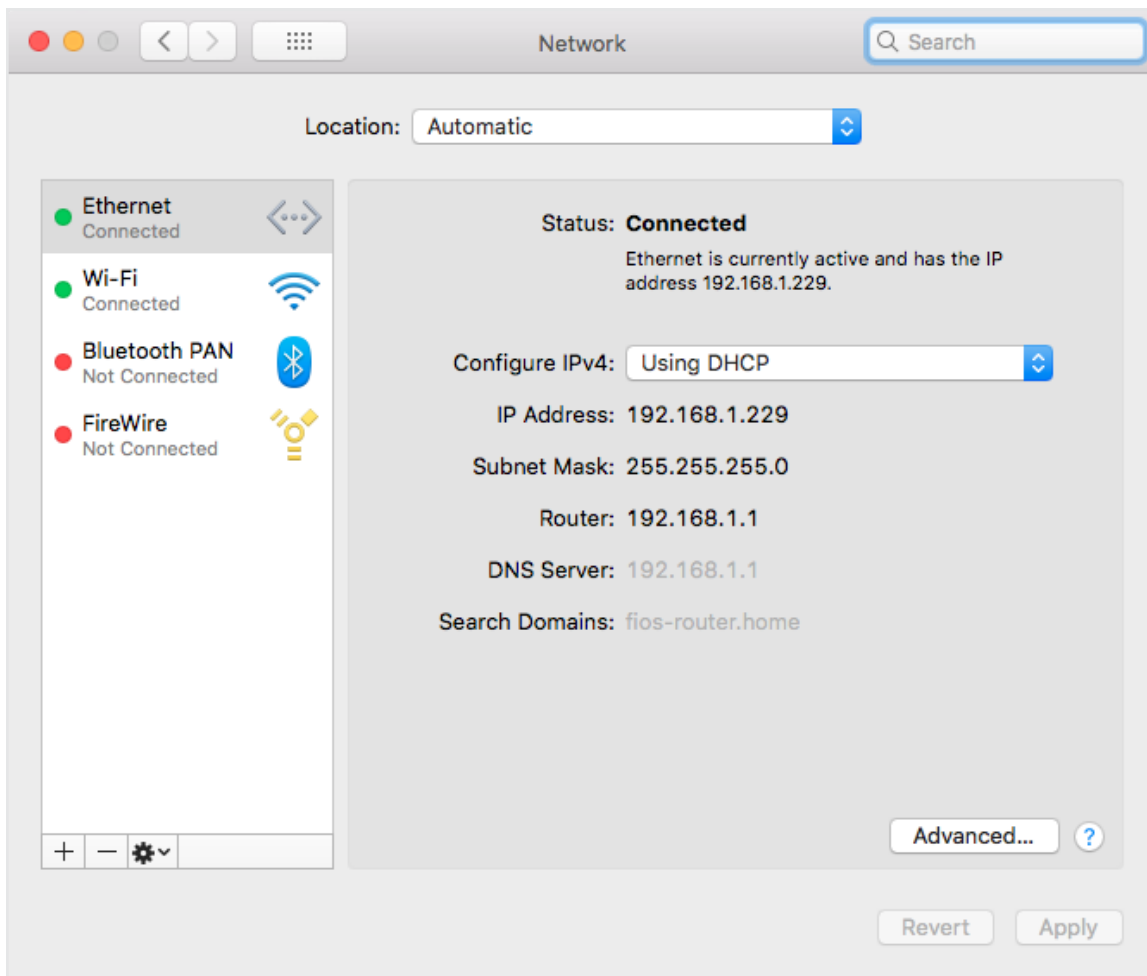 Network
Search
Location: Automatic
Ethernet
Connected
Wi-Fi
Connected
Bluetooth PAN
Not Connected
FireWire
Not Connected
Status: Connected
Ethernet is currently active and has the IP
address 192.168.1.229.
Configure IPv4: Using DHCP
IP Address: 192.168.1.229
Subnet Mask: 255.255.255.0
Router: 192.168.1.1
DNS Server: 192.168.1.1
Search Domains: fios-router.home
Advanced... ?
Revert Apply